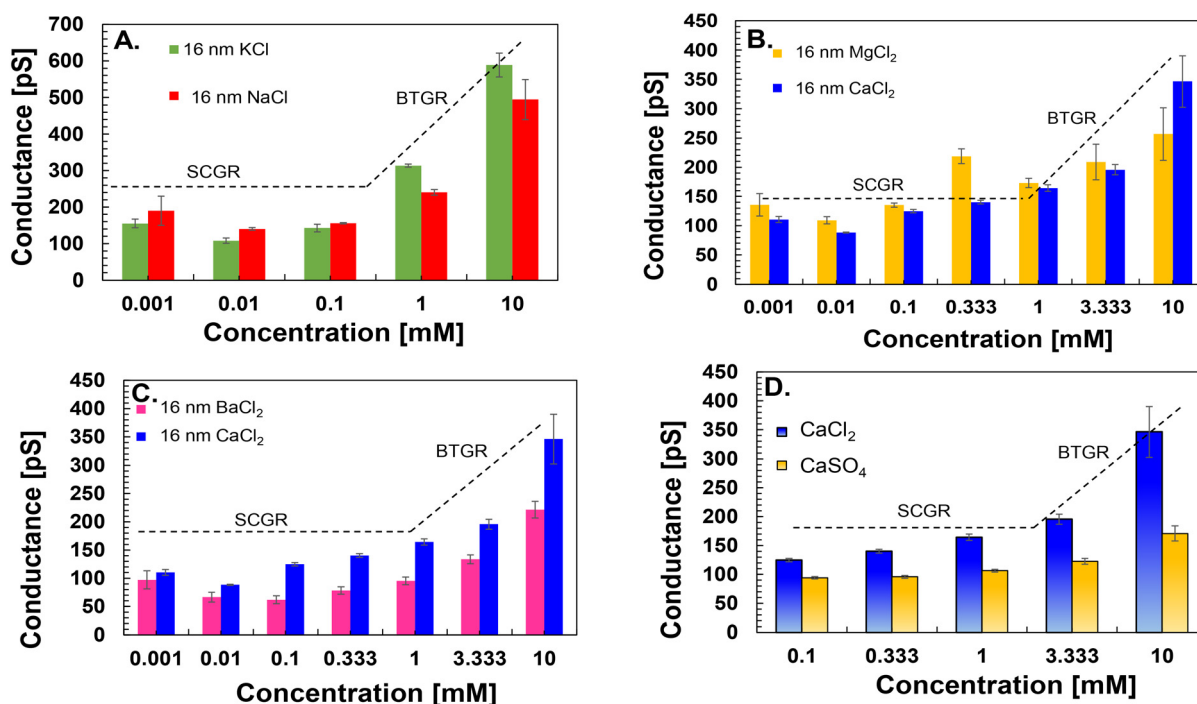 A.
16 nm KCl
16 nm NaCl
BTGR
SCGR
Conductance [pS]
700
600
500
400
300
200
100
0
0.001 0.01 0.1 1 10
Concentration [mM]
B.
16 nm MgCl2
16 nm CaCl2
BTGR
SCGR
Conductance [pS]
450
400
350
300
250
200
150
100
50
0
0.001 0.01 0.1 0.333 1 3.333 10
Concentration [mM]
C.
16 nm BaCl2
16 nm CaCl2
BTGR
SCGR
Conductance [pS]
450
400
350
300
250
200
150
100
50
0
0.001 0.01 0.1 0.333 1 3.333 10
Concentration [mM]
D.
CaCl2
CaSO4
BTGR
SCGR
Conductance [pS]
450
400
350
300
250
200
150
100
50
0
0.1 0.333 1 3.333 10
Concentration [mM]